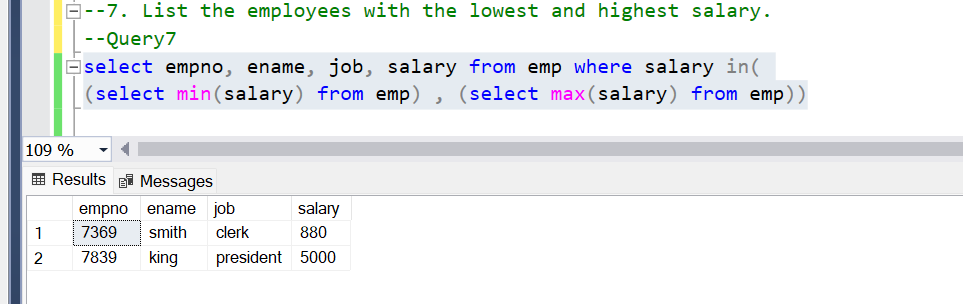 --7. List the employees with the lowest and highest salary.
--Query7
select empno, ename, job, salary from emp where salary in(
(select min(salary) from emp) , (select max(salary) from emp))
109 %
Results Messages
empno ename job salary
1 7369 smith clerk 880
2 7839 king president 5000